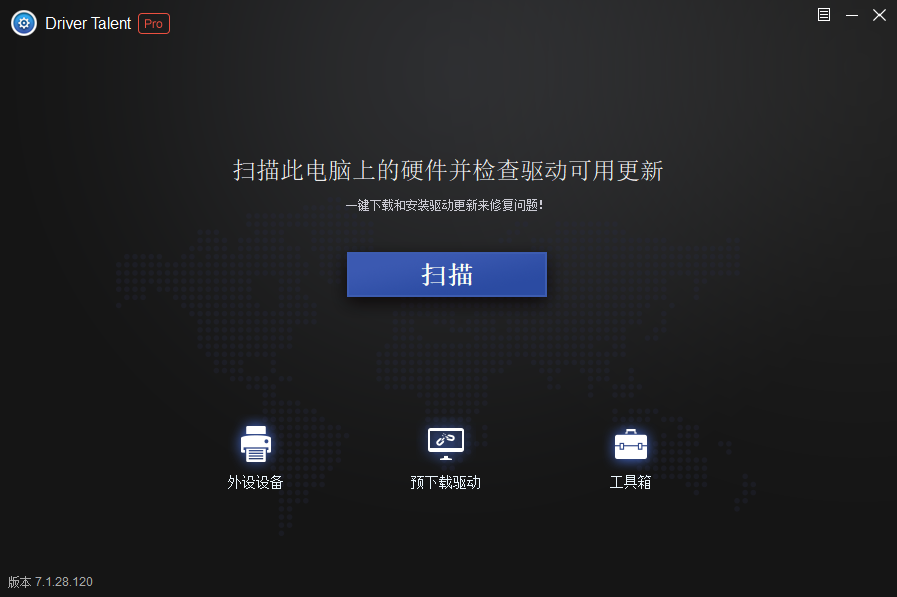 Driver Talent Pro
扫描此电脑上的硬件并检查驱动可用更新
一键下载和安装驱动更新来修复问题!
扫描
外设设备 预下载驱动 工具箱
版本 7.1.28.120